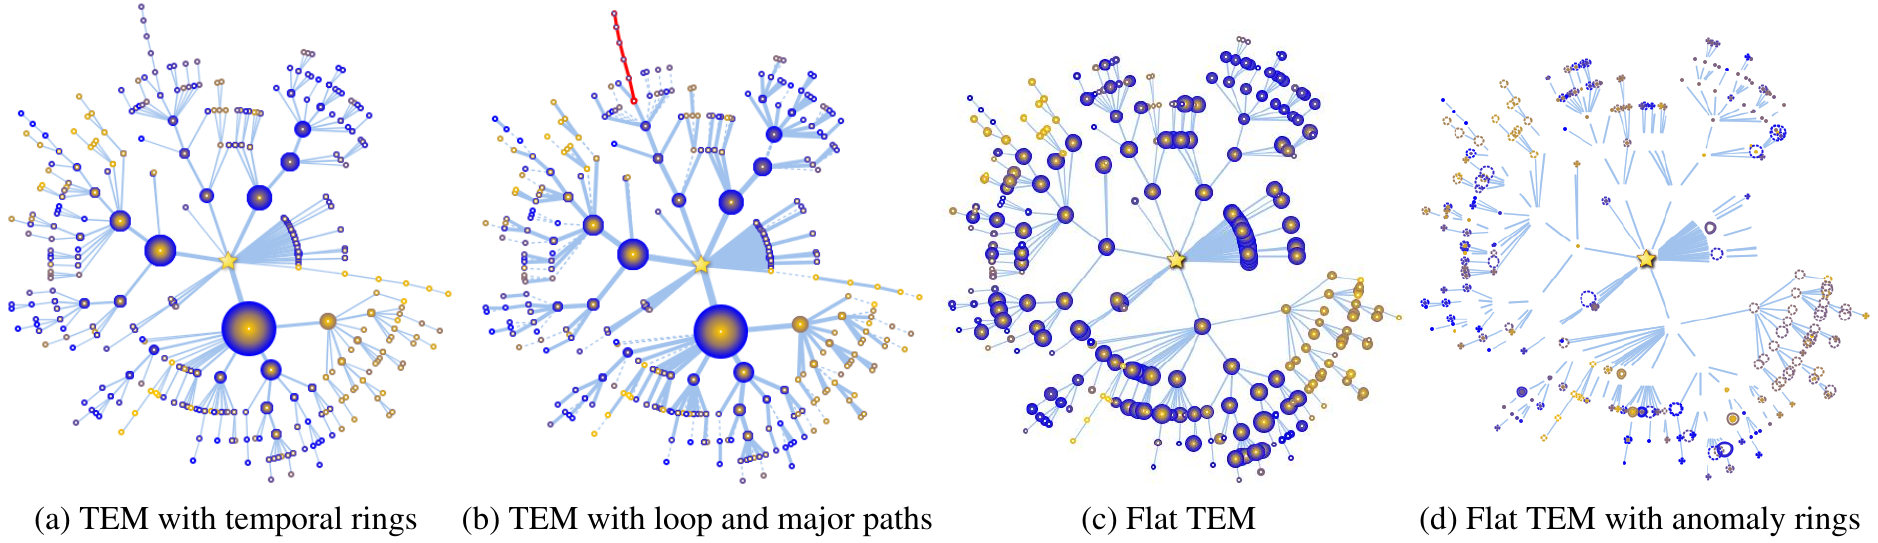 (a) TEM with temporal rings
(b) TEM with loop and major paths
(c) Flat TEM
(d) Flat TEM with anomaly rings